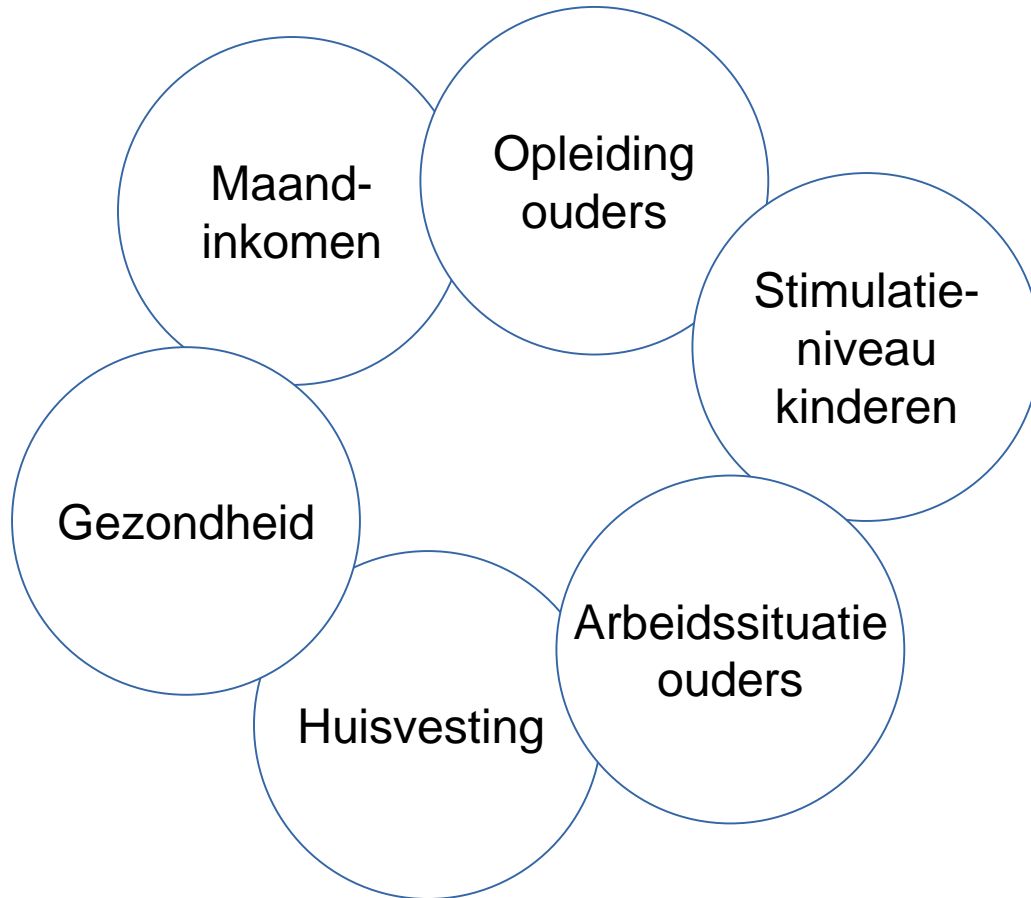 Maand-
inkomen
Opleiding
ouders
Stimulatie-
niveau
kinderen
Gezondheid
Arbeidssituatie
ouders
Huisvesting